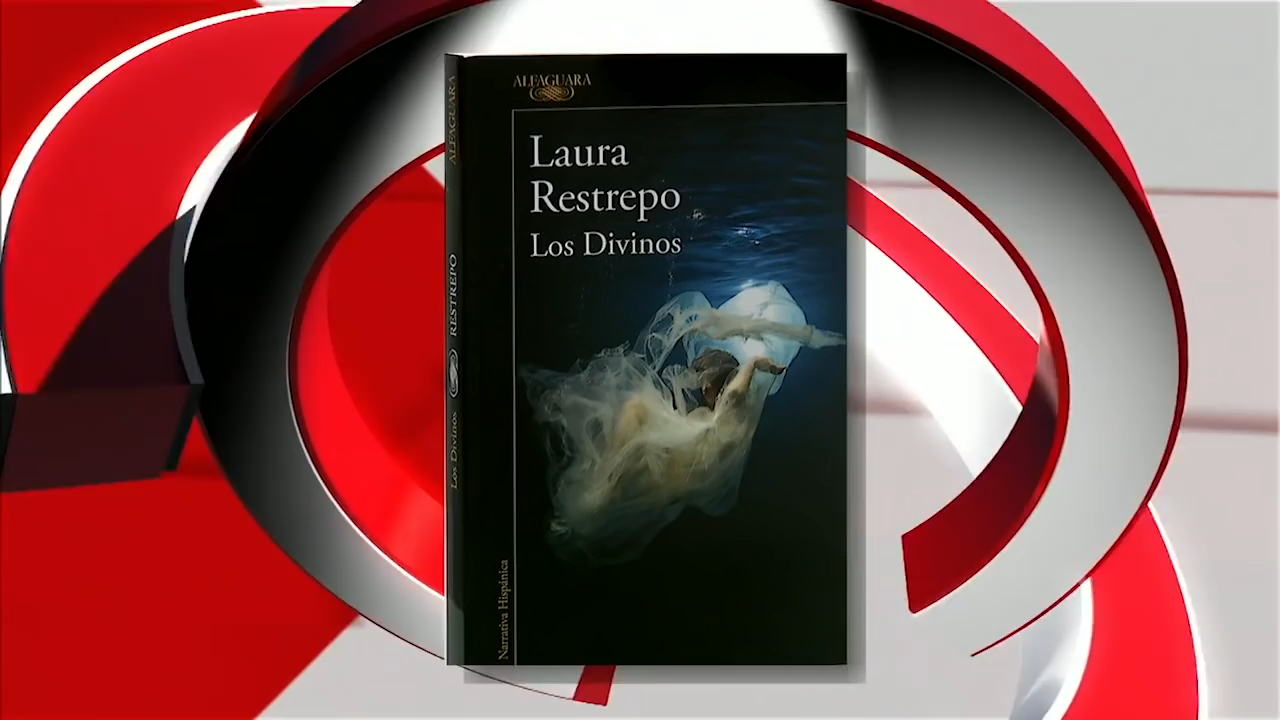 ALFAGUARA
Laura
Restrepo
Los Divinos
Narrativa Hispánica
ALFAGUARA
RESTREPO
Los Divinos